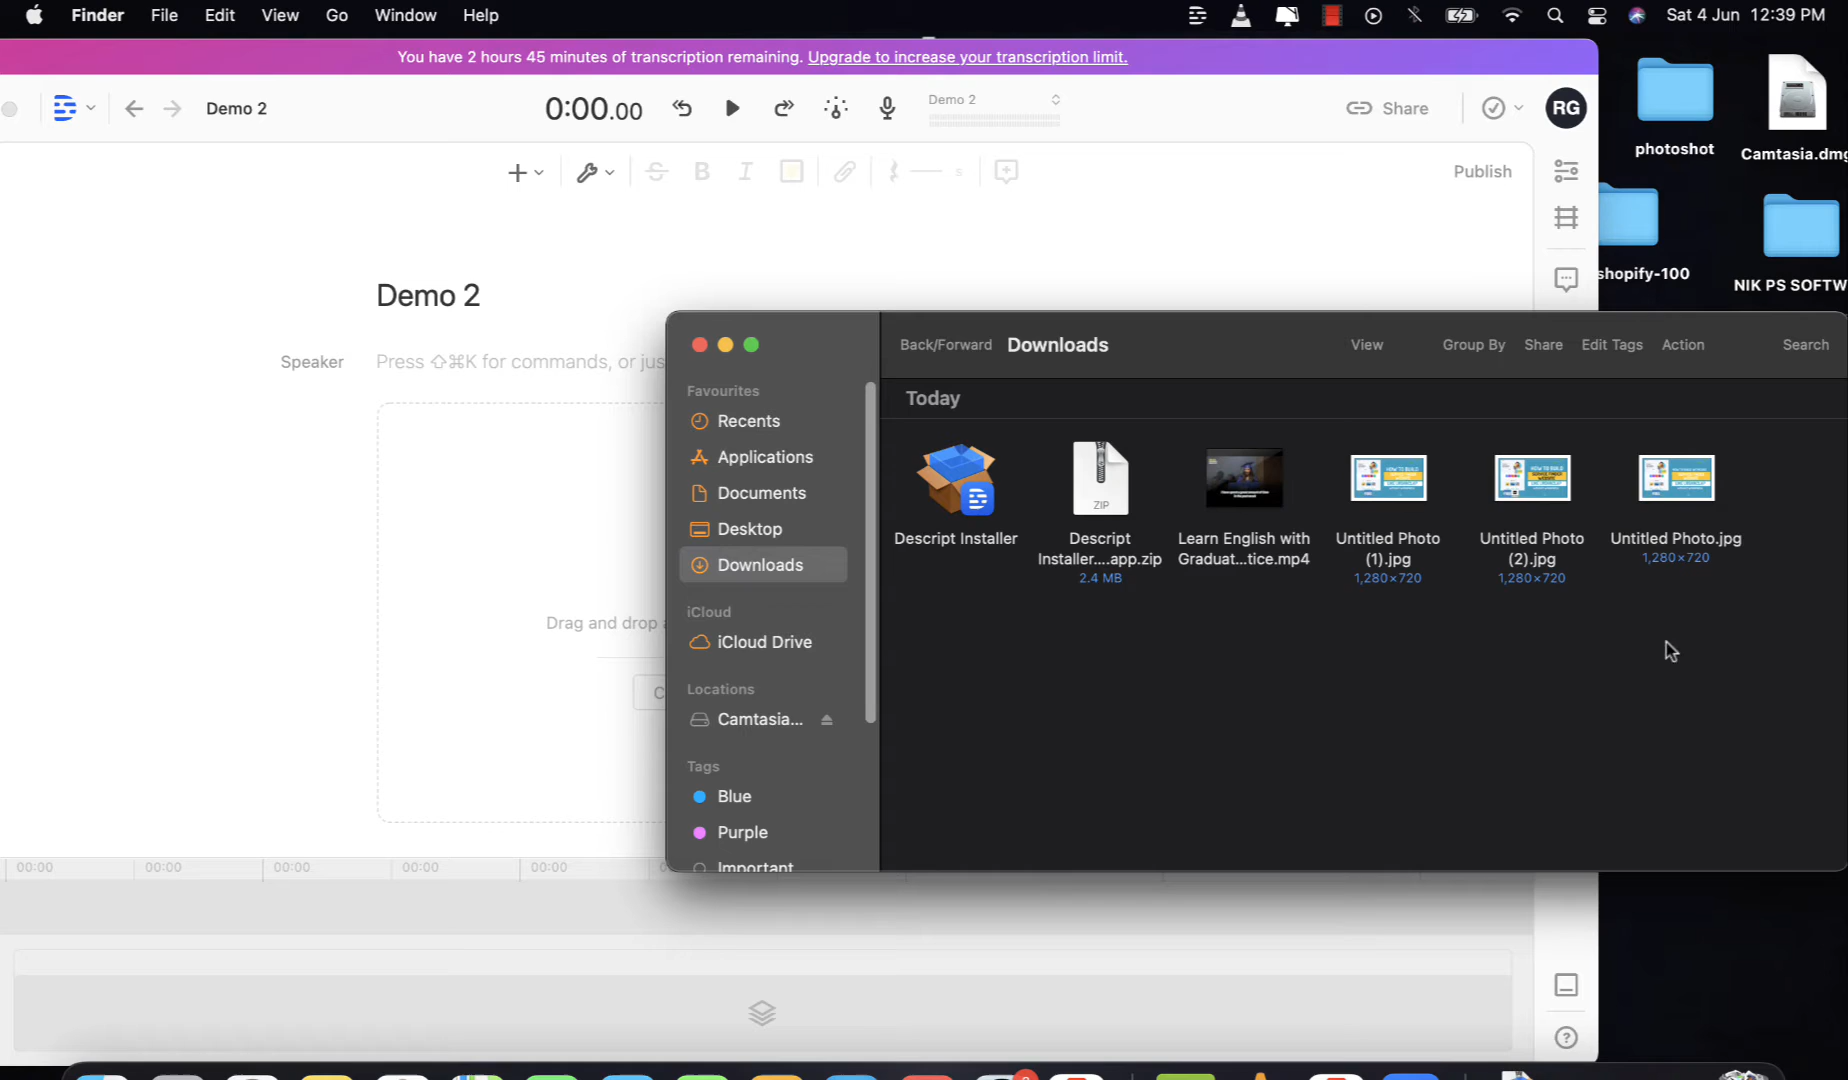 Finder File Edit View Go Window Help
Sat 4 Jun 12:39 PM
You have 2 hours 45 minutes of transcription remaining. Upgrade to increase your transcription limit.
Demo 2
0:00.00
Demo 2
Share
RG
B I
s
Publish
Demo 2
Speaker
Press ⇧⌘K for commands, or jus
Drag and drop a
C
00:00 00:00 00:00 00:00 00:00
photoshot
Camtasia.dmg
shopify-100
NIK PS SOFTW
Back/Forward Downloads View Group By Share Edit Tags Action Search
Favourites
Recents
Applications
Documents
Desktop
Downloads
iCloud
iCloud Drive
Locations
Camtasia...
Tags
Blue
Purple
Important
Today
ZIP
Descript Installer
Descript
Installer....app.zip
2.4 MB
Learn English with
Graduat...tice.mp4
Untitled Photo
(1).jpg
1,280×720
Untitled Photo
(2).jpg
1,280×720
Untitled Photo.jpg
1,280×720